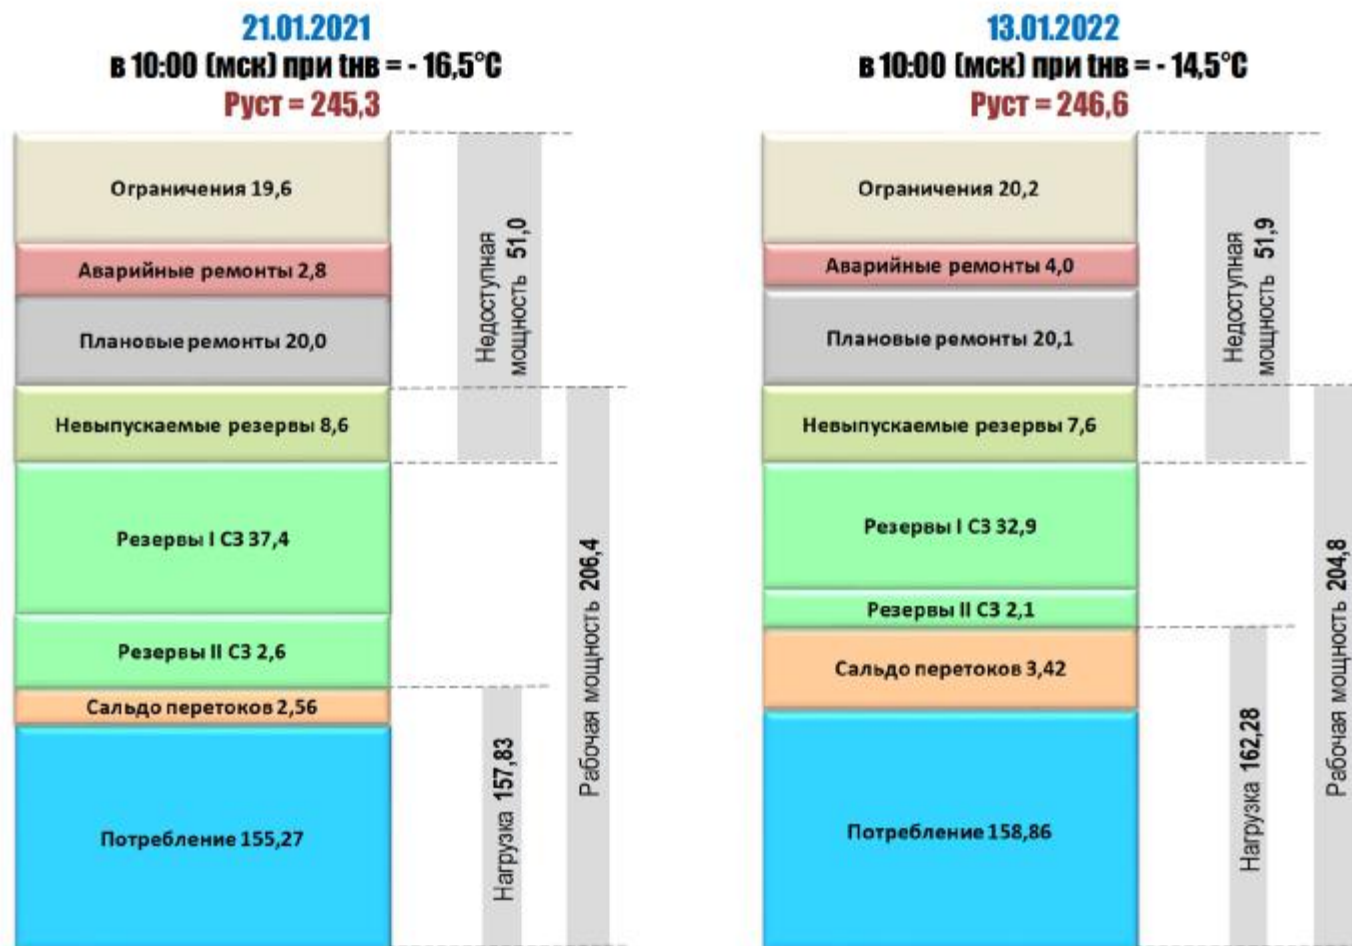 21.01.2021
в 10:00 (мск) при tнв = - 16,5°С
Руст = 245,3
Ограничения 19,6
Аварийные ремонты 2,8
Плановые ремонты 20,0
Невыпускаемые резервы 8,6
Резервы I СЗ 37,4
Резервы II СЗ 2,6
Сальдо перетоков 2,56
Потребление 155,27
Недоступная
мощность 51,0
Рабочая мощность 206,4
Нагрузка 157,83
13.01.2022
в 10:00 (мск) при tнв = - 14,5°С
Руст = 246,6
Ограничения 20,2
Аварийные ремонты 4,0
Плановые ремонты 20,1
Невыпускаемые резервы 7,6
Резервы I СЗ 32,9
Резервы II СЗ 2,1
Сальдо перетоков 3,42
Потребление 158,86
Недоступная
мощность 51,9
Рабочая мощность 204,8
Нагрузка 162,28